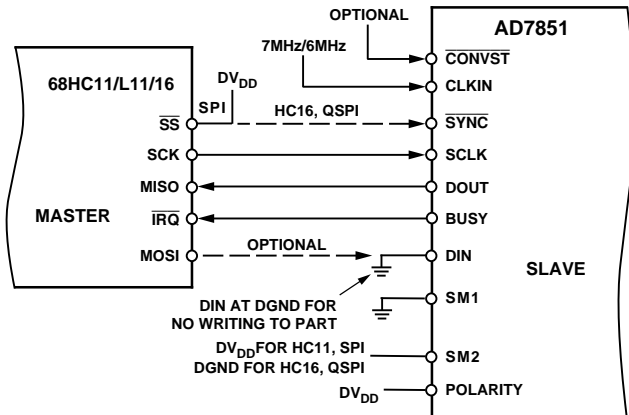 OPTIONAL
AD7851
7MHz/6MHz
CONVST
68HC11/L11/16
DVDD
CLKIN
SPI
HC16, QSPI
SS
SYNC
SCK
SCLK
MISO
DOUT
MASTER
IRQ
BUSY
MOSI
OPTIONAL
DIN
SLAVE
DIN AT DGND FOR
NO WRITING TO PART
SM1
DVDD FOR HC11, SPI
DGND FOR HC16, QSPI
SM2
DVDD
POLARITY